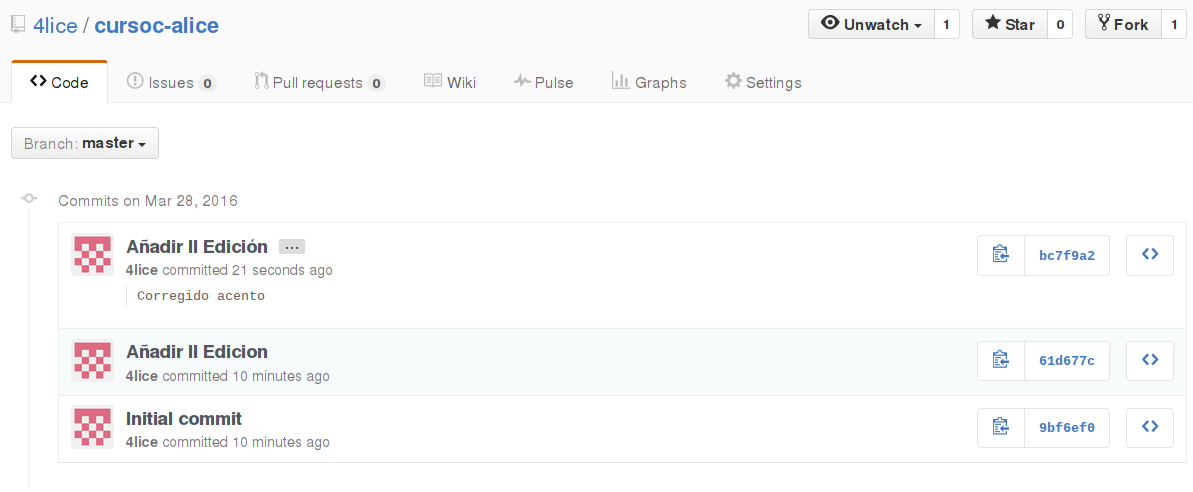 4lice / cursoc-alice Unwatch 1 Star 0 Fork 1
Code Issues 0 Pull requests 0 Wiki Pulse Graphs Settings
Branch: master
Commits on Mar 28, 2016
Añadir II Edición ...
4lice committed 21 seconds ago
bc7f9a2
Corregido acento
Añadir II Edicion
4lice committed 10 minutes ago
61d677c
Initial commit
4lice committed 10 minutes ago
9bf6ef0